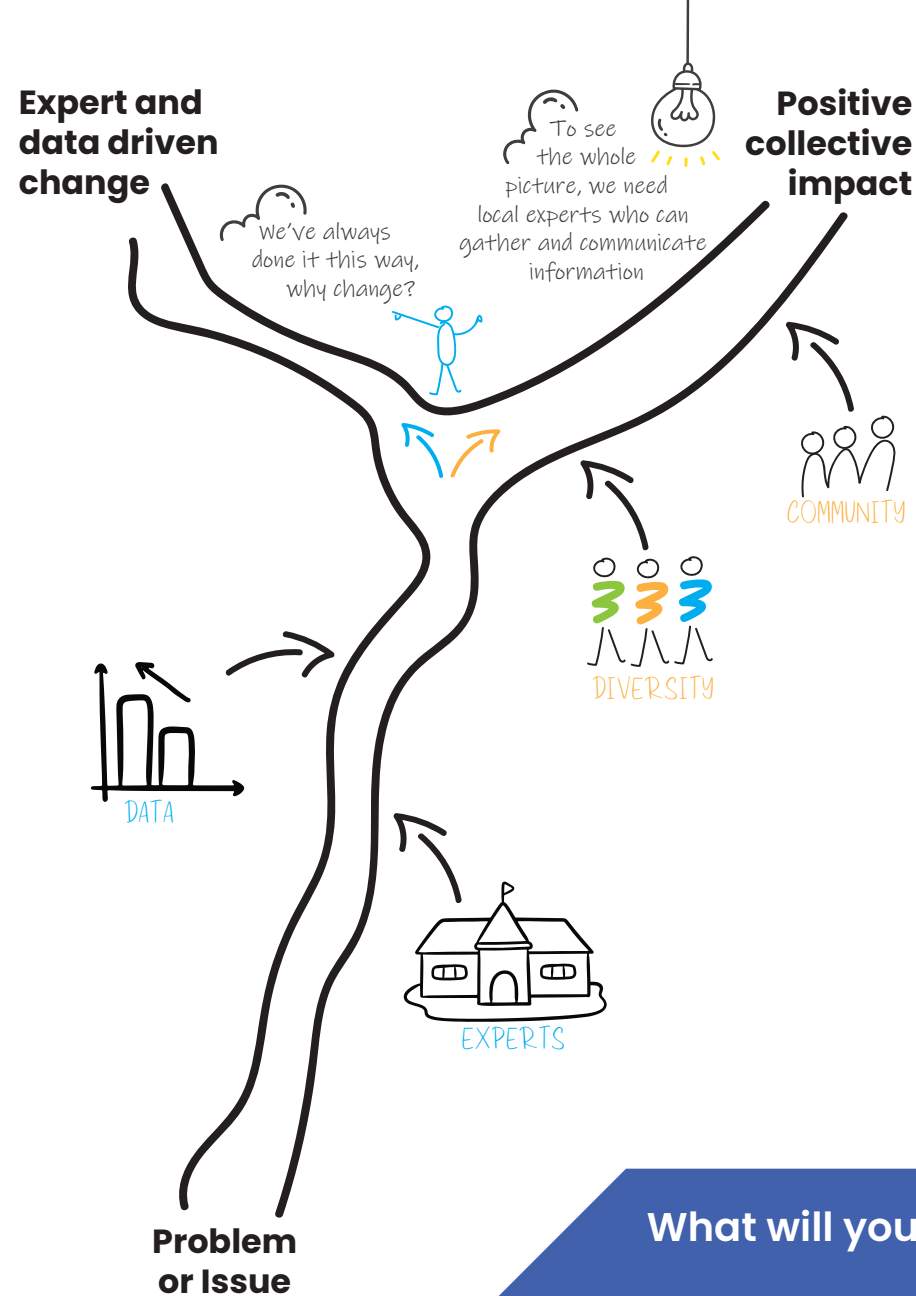 Expert and
data driven
change
We've always
done it this way,
why change?
To see
the whole
picture, we need
local experts who can
gather and communicate
information
Positive
collective
impact
COMMUNITY
DIVERSITY
DATA
EXPERTS
Problem
or Issue
What will you